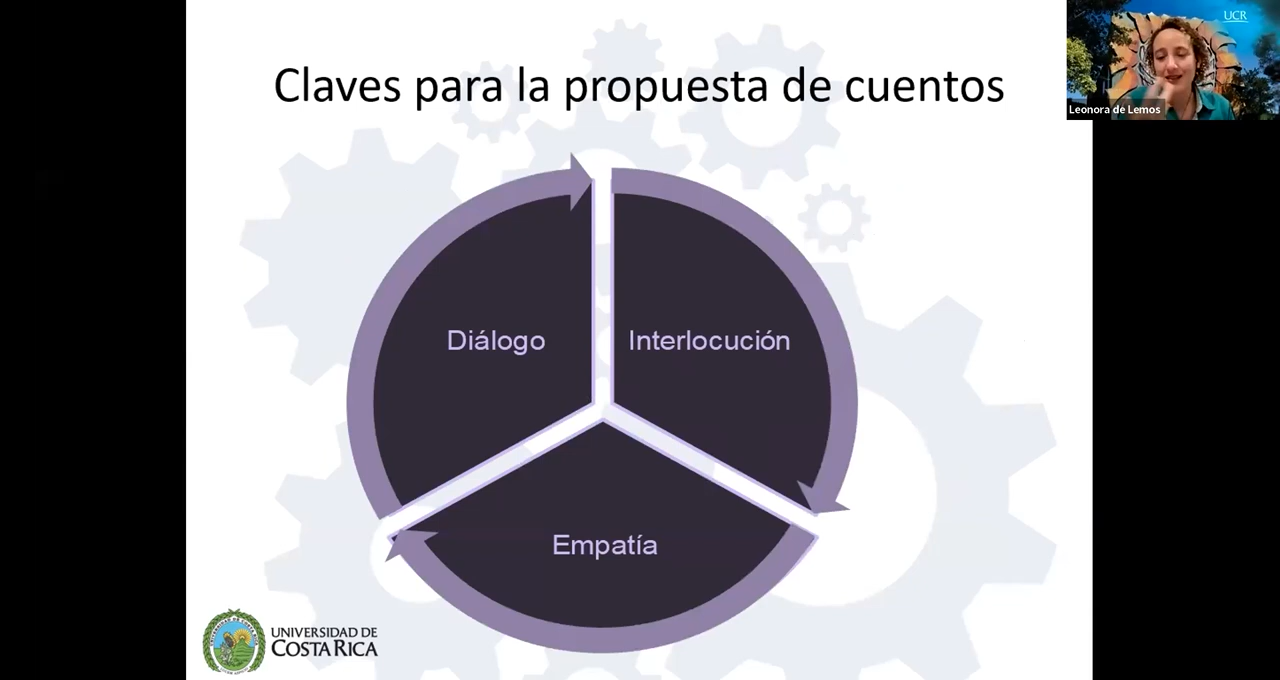 UCR
Leonora de Lemos
Claves para la propuesta de cuentos
Diálogo
Interlocución
Empatía
UNIVERSIDAD DE
COSTA RICA